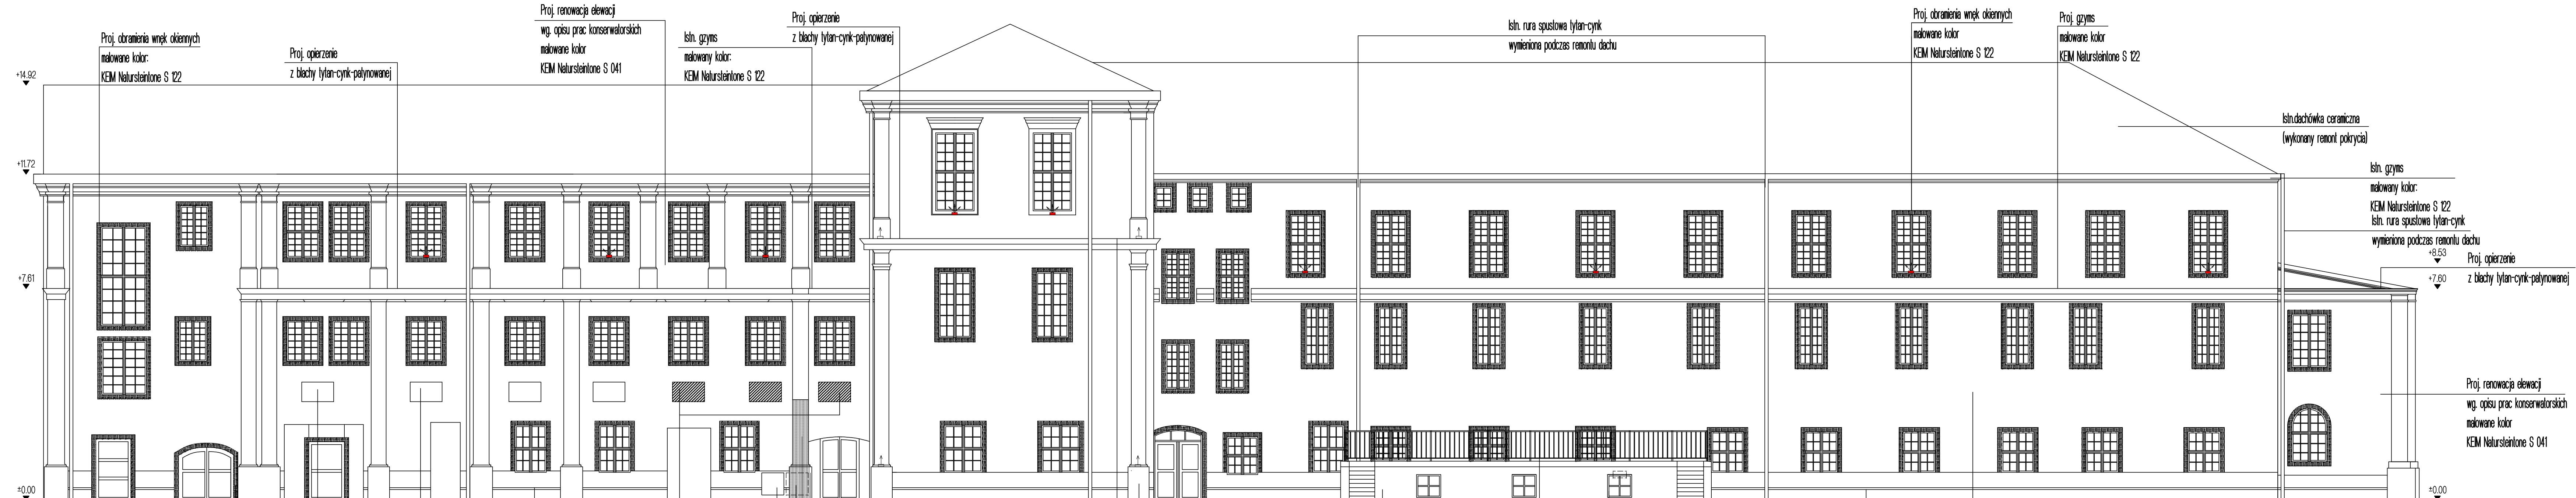 Proj. obramienia wnęk okiennych
malowane kolor:
KEIM Natursteintone S 122
Proj. opierzenie
z blachy tytan-cynk-patynowanej
Proj. renowacja elewacji
wg. opisu prac konserwatorskich
malowane kolor
KEIM Natursteintone S 041
Istn. gzyms
malowany kolor:
KEIM Natursteintone S 122
Proj. opierzenie
z blachy tytan-cynk-patynowanej
Istn. rura spustowa tytan-cynk
wymieniona podczas remontu dachu
Proj. obramienia wnęk okiennych
malowane kolor
KEIM Natursteintone S 122
Proj. gzyms
malowane kolor
KEIM Natursteintone S 122
Istn.dachówka ceramiczna
(wykonany remont pokrycia)
Istn. gzyms
malowany kolor:
KEIM Natursteintone S 122
Istn. rura spustowa tytan-cynk
wymieniona podczas remontu dachu
Proj. opierzenie
z blachy tytan-cynk-patynowanej
Proj. renowacja elewacji
wg. opisu prac konserwatorskich
malowane kolor
KEIM Natursteintone S 041
+14.92
+11.72
+7.61
±0.00
+8.53
+7.60
±0.00